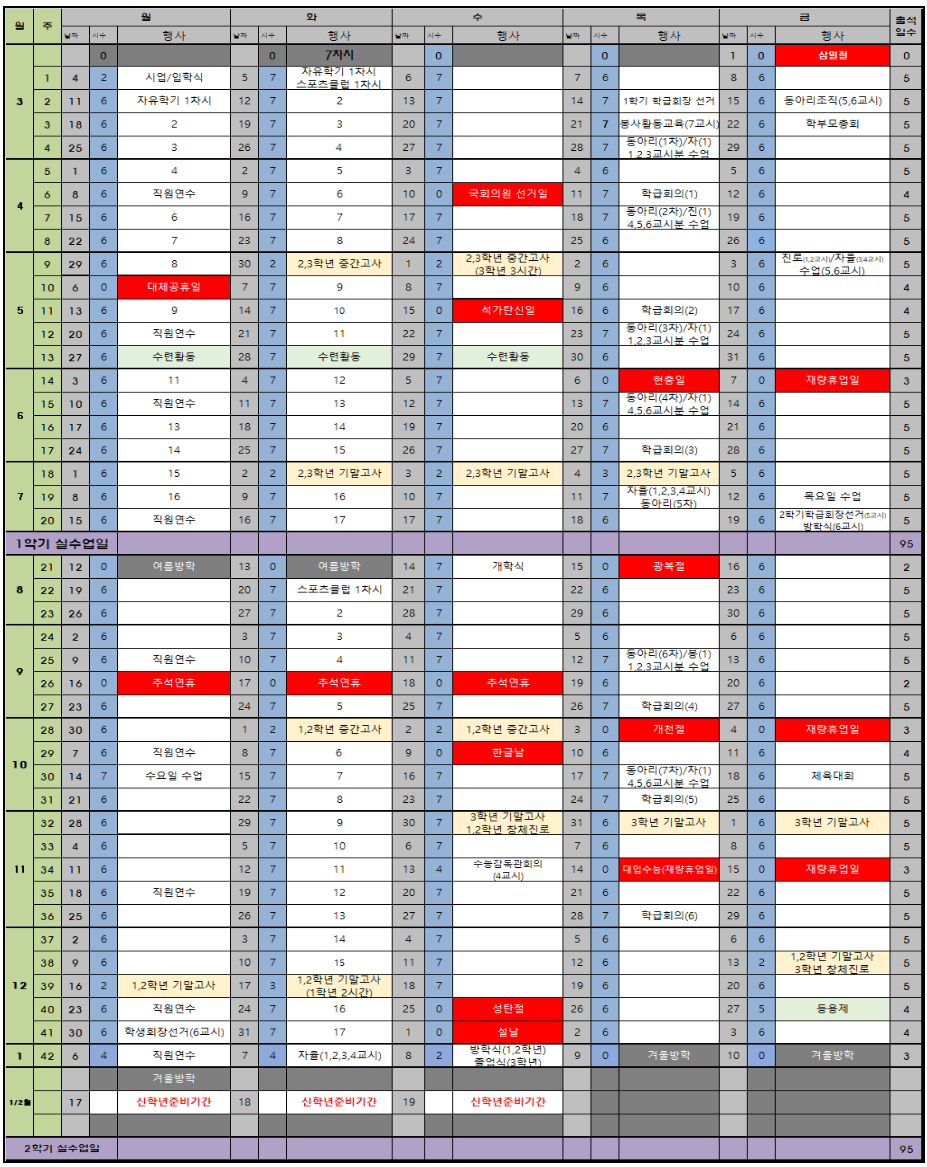 월 주 월 화 수 목 금 출석일수
날짜 시수 행사 날짜 시수 행사 날짜 시수 행사 날짜 시수 행사 날짜 시수 행사
3 0 0 7차시 0 0 1 0 삼일절 0
1 4 2 시업/입학식 5 7 자유학기 1차시 스포츠클럽 1차시 6 7 7 6 8 6 5
2 11 6 자유학기 1차시 12 7 2 13 7 14 7 1학기 학급회장 선거 15 6 동아리조직(5,6교시) 5
3 18 6 2 19 7 3 20 7 21 7 봉사활동교육(7교시) 22 6 학부모총회 5
4 25 6 3 26 7 4 27 7 28 7 동아리(1차)/자(1) 1,2,3교시분 수업 29 6 5
4 5 1 6 4 2 7 5 3 7 4 6 5 6 5
6 8 6 직원연수 9 7 6 10 0 국회의원 선거일 11 7 학급회의(1) 12 6 4
7 15 6 6 16 7 7 17 7 18 7 동아리(2차)/진(1) 4,5,6교시분 수업 19 6 5
8 22 6 7 23 7 8 24 7 25 6 26 6 5
5 9 29 6 8 30 2 2,3학년 중간고사 1 2 2,3학년 중간고사 (3학년 3시간) 2 6 3 6 진로(1,2교시)/자율(3,4교시) 수업(5,6교시) 5
10 6 0 대체공휴일 7 7 9 8 7 9 6 10 6 4
11 13 6 9 14 7 10 15 0 석가탄신일 16 6 학급회의(2) 17 6 4
12 20 6 직원연수 21 7 11 22 7 23 7 동아리(3차)/자(1) 1,2,3교시분 수업 24 6 5
13 27 6 수련활동 28 7 수련활동 29 7 수련활동 30 6 31 6 5
6 14 3 6 11 4 7 12 5 7 6 0 현충일 7 0 재량휴업일 3
15 10 6 직원연수 11 7 13 12 7 13 7 동아리(4차)/자(1) 4,5,6교시분 수업 14 6 5
16 17 6 13 18 7 14 19 7 20 6 21 6 5
17 24 6 14 25 7 15 26 7 27 7 학급회의(3) 28 6 5
7 18 1 6 15 2 2 2,3학년 기말고사 3 2 2,3학년 기말고사 4 3 2,3학년 기말고사 5 6 5
19 8 6 16 9 7 16 10 7 11 7 자율(1,2,3,4교시) 동아리(5차) 12 6 목요일 수업 5
20 15 6 직원연수 16 7 17 17 7 18 6 19 6 2학기학급회장선거(5교시) 방학식(6교시) 5
1학기 실수업일 95
8 21 12 0 여름방학 13 0 여름방학 14 7 개학식 15 0 광복절 16 6 2
22 19 6 20 7 스포츠클럽 1차시 21 7 22 6 23 6 5
23 26 6 27 7 2 28 7 29 6 30 6 5
9 24 2 6 3 7 3 4 7 5 6 6 6 5
25 9 6 직원연수 10 7 4 11 7 12 7 동아리(6차)/봉(1) 1,2,3교시분 수업 13 6 5
26 16 0 추석연휴 17 0 추석연휴 18 0 추석연휴 19 6 20 6 2
27 23 6 24 7 5 25 7 26 7 학급회의(4) 27 6 5
10 28 30 6 1 2 1,2학년 중간고사 2 2 1,2학년 중간고사 3 0 개천절 4 0 재량휴업일 3
29 7 6 직원연수 8 7 6 9 0 한글날 10 6 11 6 4
30 14 7 수요일 수업 15 7 7 16 7 17 7 동아리(7차)/자(1) 4,5,6교시분 수업 18 6 체육대회 5
31 21 6 22 7 8 23 7 24 7 학급회의(5) 25 6 5
11 32 28 6 29 7 9 30 7 3학년 기말고사 1,2학년 창체진로 31 6 3학년 기말고사 1 6 3학년 기말고사 5
33 4 6 5 7 10 6 7 7 6 8 6 5
34 11 6 12 7 11 13 4 수능감독관회의 (4교시) 14 0 대입수능(재량휴업일) 15 0 재량휴업일 3
35 18 6 직원연수 19 7 12 20 7 21 6 22 6 5
36 25 6 26 7 13 27 7 28 7 학급회의(6) 29 6 5
12 37 2 6 3 7 14 4 7 5 6 6 6 5
38 9 6 10 7 15 11 7 12 6 13 2 1,2학년 기말고사 3학년 창체진로 5
39 16 2 1,2학년 기말고사 17 3 1,2학년 기말고사 (1학년 2시간) 18 7 19 6 20 6 5
40 23 6 직원연수 24 7 16 25 0 성탄절 26 6 27 5 등용제 4
41 30 6 학생회장선거(6교시) 31 7 17 1 0 설날 2 6 3 6 4
1 42 6 4 직원연수 7 4 자율(1,2,3,4교시) 8 2 방학식(1,2학년) 졸업식(3학년) 9 0 겨울방학 10 0 겨울방학 3
1/2월 겨울방학
17 신학년준비기간 18 신학년준비기간 19 신학년준비기간
2학기 실수업일 95